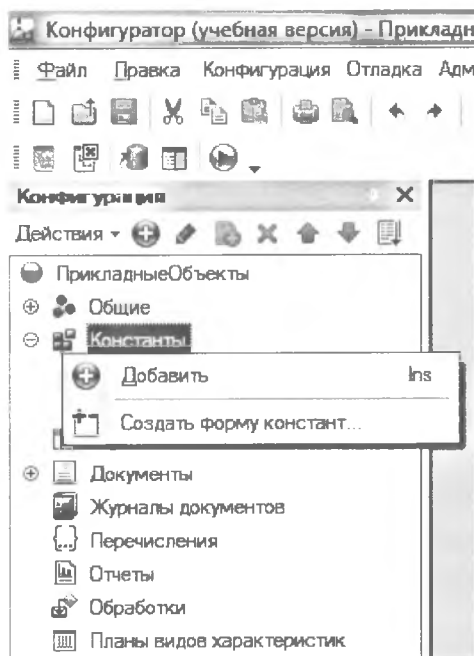 Конфигуратор (учебная версия) - Прикладн
Файл Правка Конфигурация Отладка Адм
Конфигурация
Действия
ПрикладныеОбъекты
Общие
Константы
Добавить Ins
Создать форму констант...
Документы
Журналы документов
Перечисления
Отчеты
Обработки
Планы видов характеристик